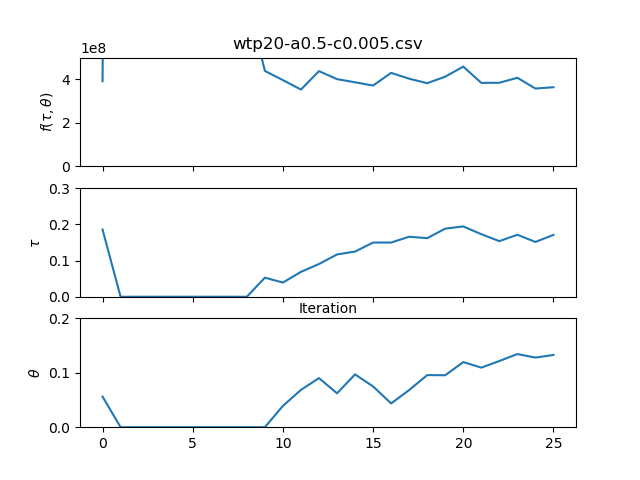 wtp20-a0.5-c0.005.csv
1e8
4
2
0
f(τ, θ)
0.3
0.2
0.1
0.0
τ
Iteration
0.2
0.1
0.0
θ
0 5 10 15 20 25